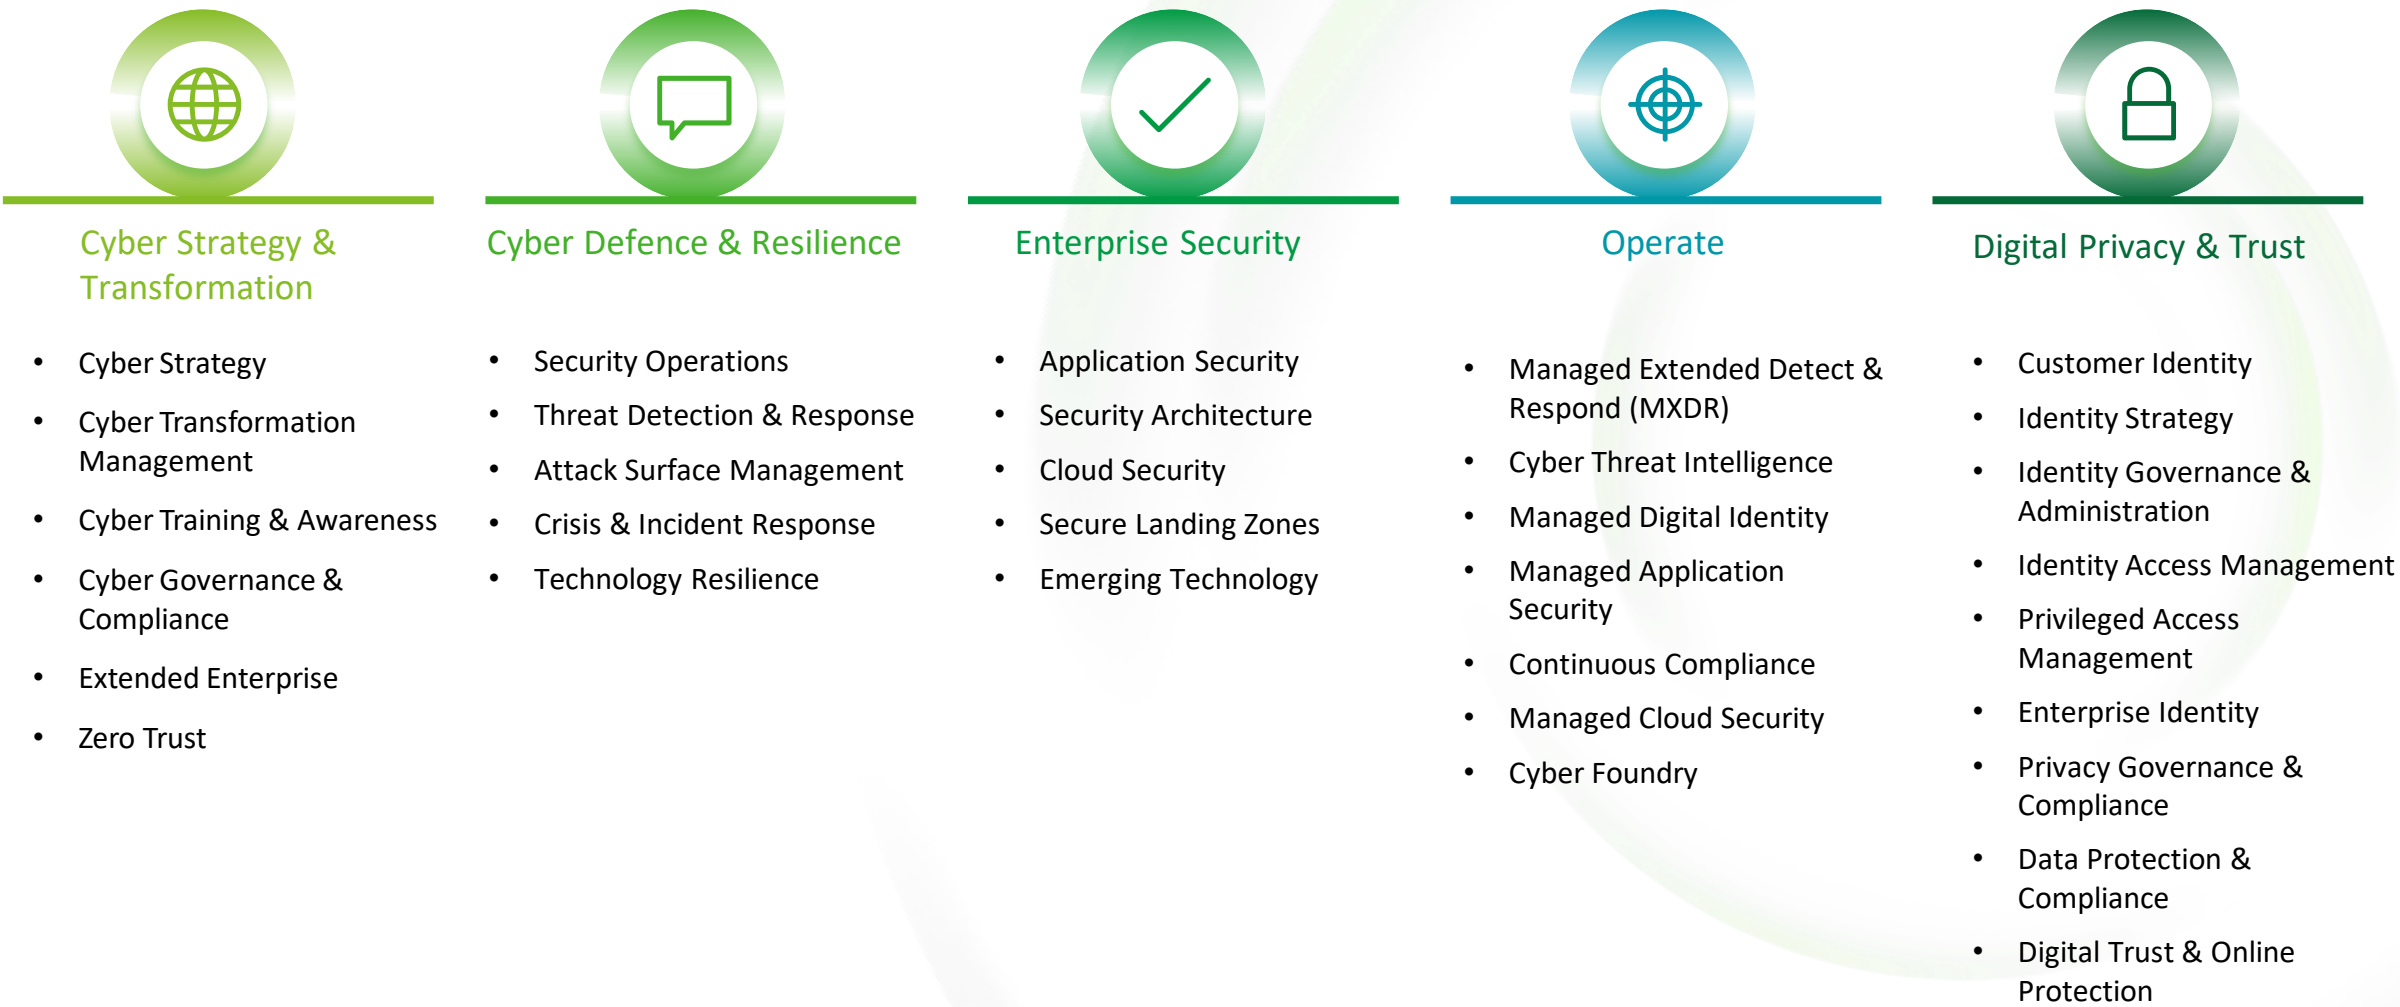 Cyber Strategy &
Transformation
• Cyber Strategy
• Cyber Transformation
Management
• Cyber Training & Awareness
• Cyber Governance &
Compliance
• Extended Enterprise
• Zero Trust
Cyber Defence & Resilience
• Security Operations
• Threat Detection & Response
• Attack Surface Management
• Crisis & Incident Response
• Technology Resilience
Enterprise Security
• Application Security
• Security Architecture
• Cloud Security
• Secure Landing Zones
• Emerging Technology
Operate
• Managed Extended Detect &
Respond (MXDR)
• Cyber Threat Intelligence
• Managed Digital Identity
• Managed Application
Security
• Continuous Compliance
• Managed Cloud Security
• Cyber Foundry
Digital Privacy & Trust
• Customer Identity
• Identity Strategy
• Identity Governance &
Administration
• Identity Access Management
• Privileged Access
Management
• Enterprise Identity
• Privacy Governance &
Compliance
• Data Protection &
Compliance
• Digital Trust & Online
Protection